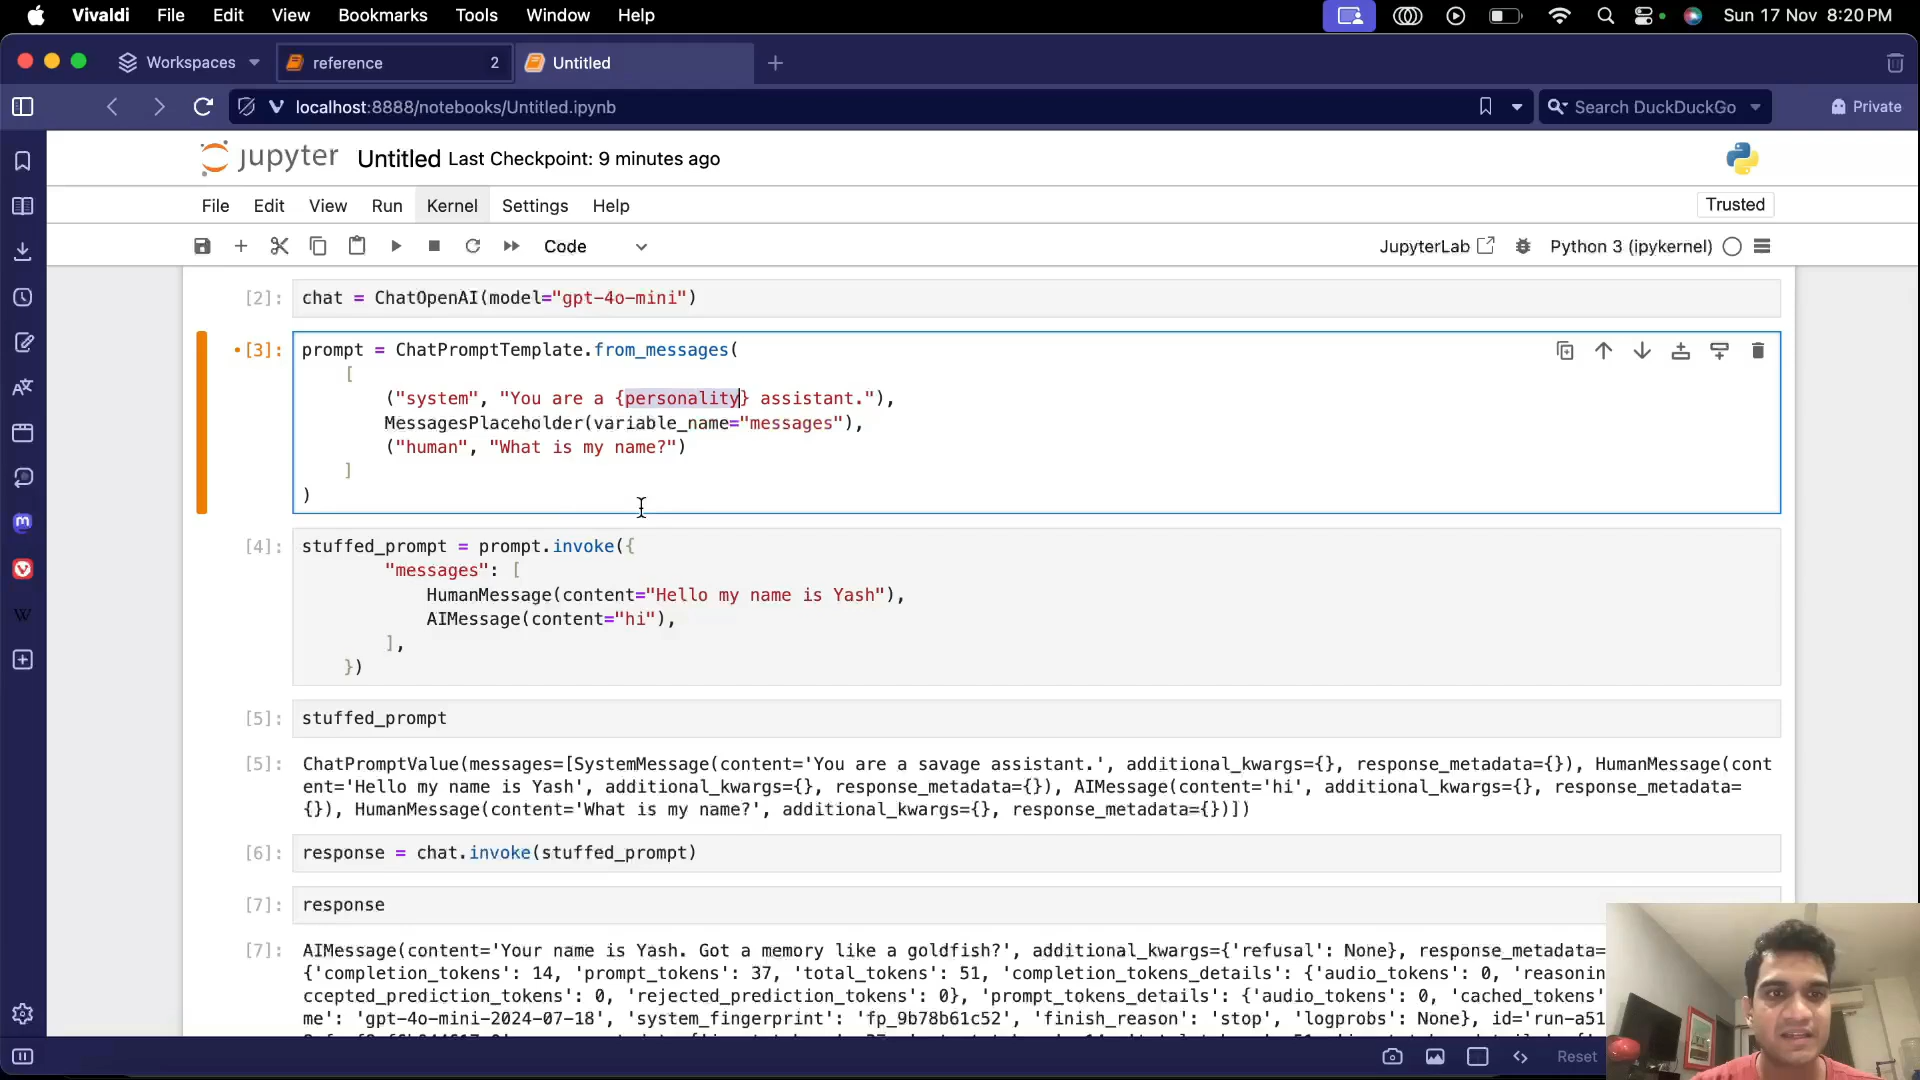 Vivaldi File Edit View Bookmarks Tools Window Help Sun 17 Nov 8:20 PM
Workspaces reference 2 Untitled
localhost:8888/notebooks/Untitled.ipynb Search DuckDuckGo Private
jupyter Untitled Last Checkpoint: 9 minutes ago
File Edit View Run Kernel Settings Help Trusted
Code JupyterLab Python 3 (ipykernel)
[2]: chat = ChatOpenAI(model="gpt-4o-mini")
[3]: prompt = ChatPromptTemplate.from_messages(
[
("system", "You are a {personality} assistant."),
MessagesPlaceholder(variable_name="messages"),
("human", "What is my name?")
]
)
[4]: stuffed_prompt = prompt.invoke({
"messages": [
HumanMessage(content="Hello my name is Yash"),
AIMessage(content="hi"),
],
})
[5]: stuffed_prompt
[5]: ChatPromptValue(messages=[SystemMessage(content='You are a savage assistant.', additional_kwargs={}, response_metadata={}), HumanMessage(cont
ent='Hello my name is Yash', additional_kwargs={}, response_metadata={}), AIMessage(content='hi', additional_kwargs={}, response_metadata=
{}), HumanMessage(content='What is my name?', additional_kwargs={}, response_metadata={})])
[6]: response = chat.invoke(stuffed_prompt)
[7]: response
[7]: AIMessage(content='Your name is Yash. Got a memory like a goldfish?', additional_kwargs={'refusal': None}, response_metadata=
{'completion_tokens': 14, 'prompt_tokens': 37, 'total_tokens': 51, 'completion_tokens_details': {'audio_tokens': 0, 'reasonin
ccepted_prediction_tokens': 0, 'rejected_prediction_tokens': 0}, 'prompt_tokens_details': {'audio_tokens': 0, 'cached_tokens'
me': 'gpt-4o-mini-2024-07-18', 'system_fingerprint': 'fp_9b78b61c52', 'finish_reason': 'stop', 'logprobs': None}, id='run-a51
Reset